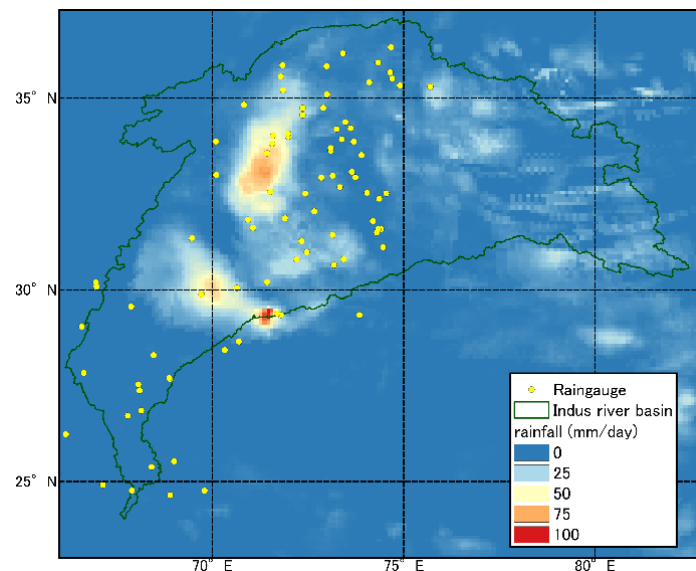 35° N
30° N
25° N
Raingauge
Indus river basin
rainfall (mm/day)
0
25
50
75
100
70° E
75° E
80° E